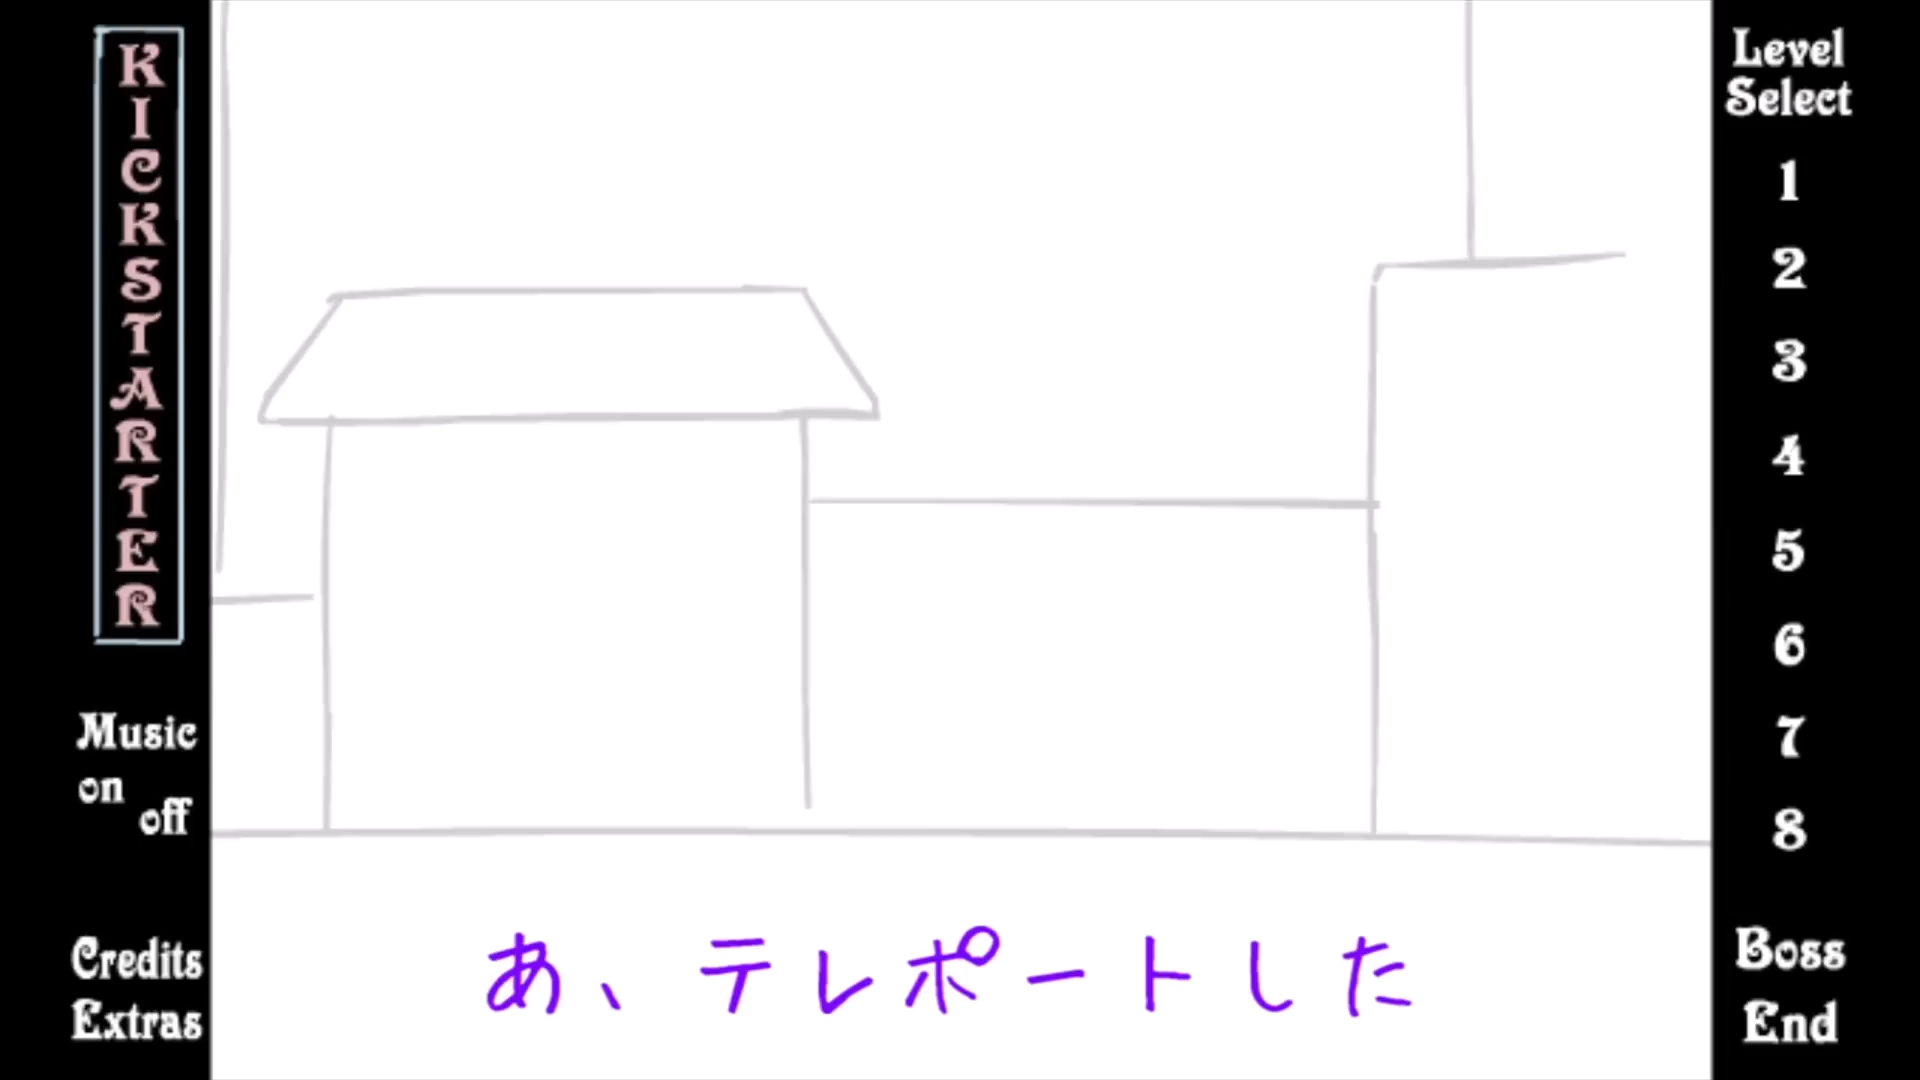 KICKSTARTER
Music
on
off
Credits
Extras
あ、テレポートした
Level
Select
1
2
3
4
5
6
7
8
Boss
End